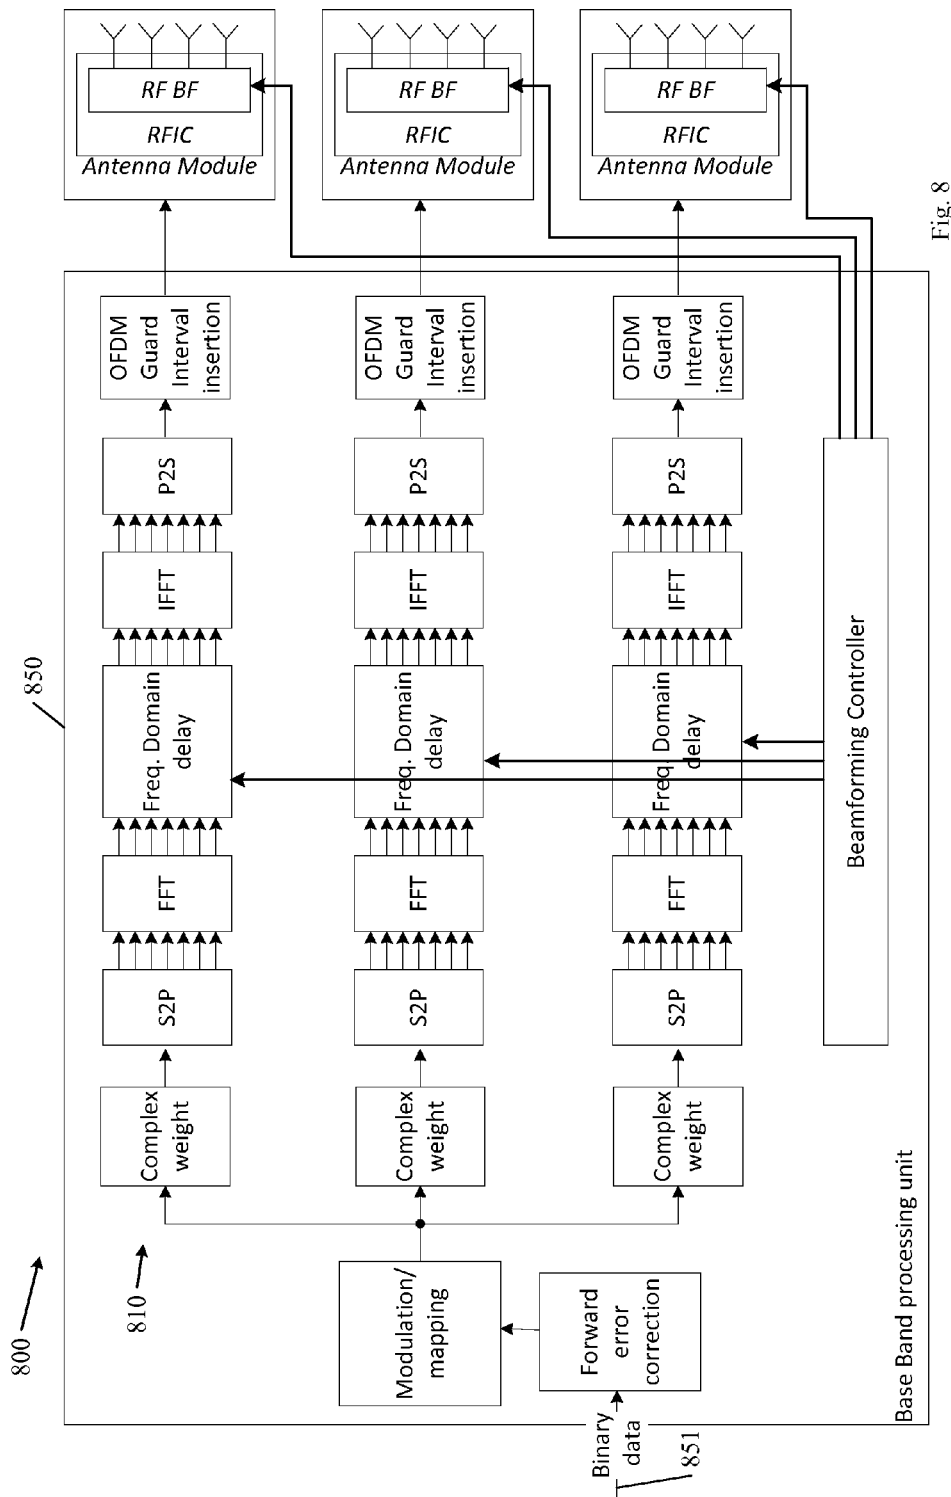 800
810
850
Binary
data
851
Forward
error
correction
Modulation/
mapping
Complex
weight
S2P
FFT
Freq. Domain
delay
IFFT
P2S
OFDM
Guard
Interval
insertion
RF BF
RFIC
Antenna Module
Complex
weight
S2P
FFT
Freq. Domain
delay
IFFT
P2S
OFDM
Guard
Interval
insertion
RF BF
RFIC
Antenna Module
Complex
weight
S2P
FFT
Freq. Domain
delay
IFFT
P2S
OFDM
Guard
Interval
insertion
RF BF
RFIC
Antenna Module
Beamforming Controller
Base Band processing unit
Fig. 8